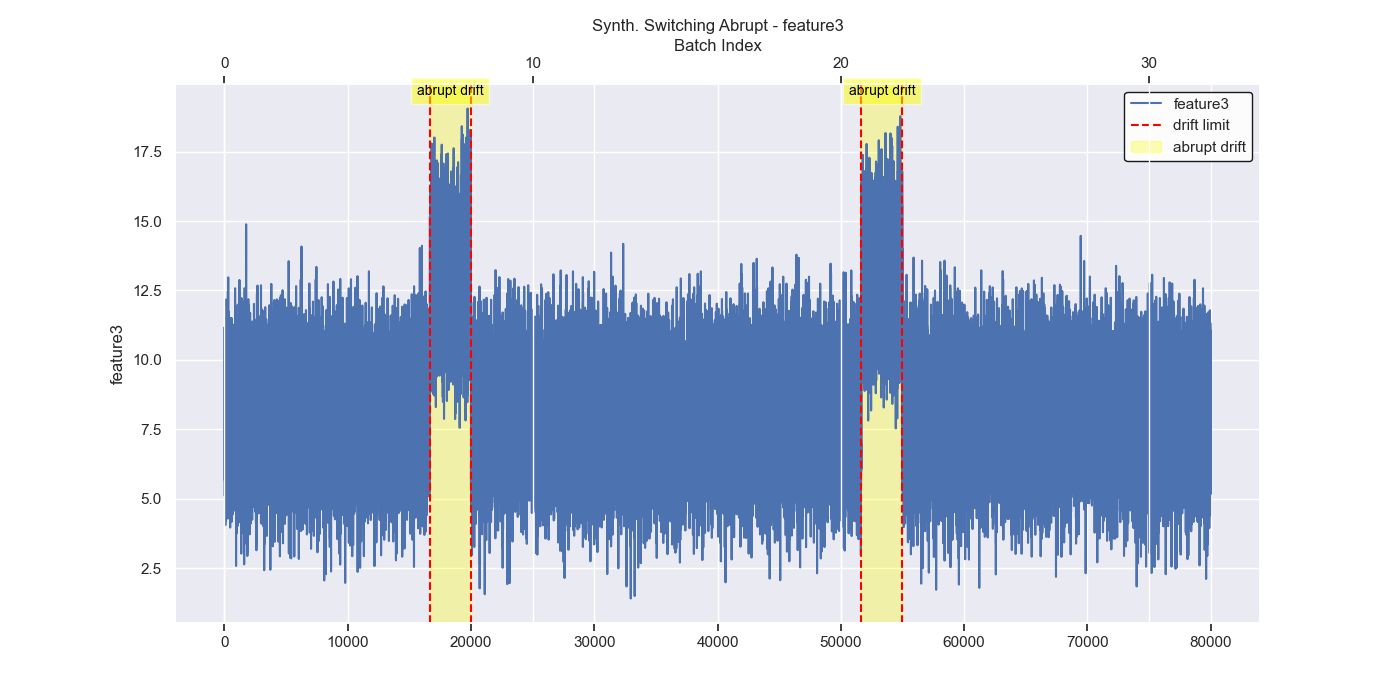 Synth. Switching Abrupt - feature3
Batch Index
0 10 20 30
abrupt drift abrupt drift
feature3
drift limit
abrupt drift
17.5
15.0
12.5
10.0
7.5
5.0
2.5
feature3
0 10000 20000 30000 40000 50000 60000 70000 80000